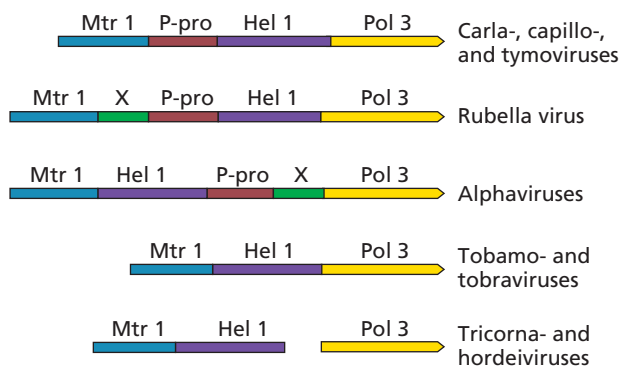 Mtr 1 P-pro Hel 1 Pol 3
Carla-, capillo-,
and tymoviruses
Mtr 1 X P-pro Hel 1 Pol 3
Rubella virus
Mtr 1 Hel 1 P-pro X Pol 3
Alphaviruses
Mtr 1 Hel 1 Pol 3
Tobamo- and
tobraviruses
Mtr 1 Hel 1 Pol 3
Tricorna- and
hordeiviruses